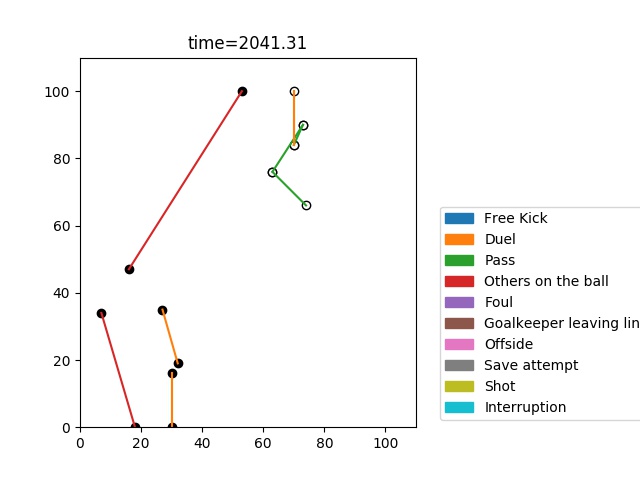 time=2041.31
100
80
60
40
20
0
0 20 40 60 80 100
Free Kick
Duel
Pass
Others on the ball
Foul
Goalkeeper leaving lin
Offside
Save attempt
Shot
Interruption